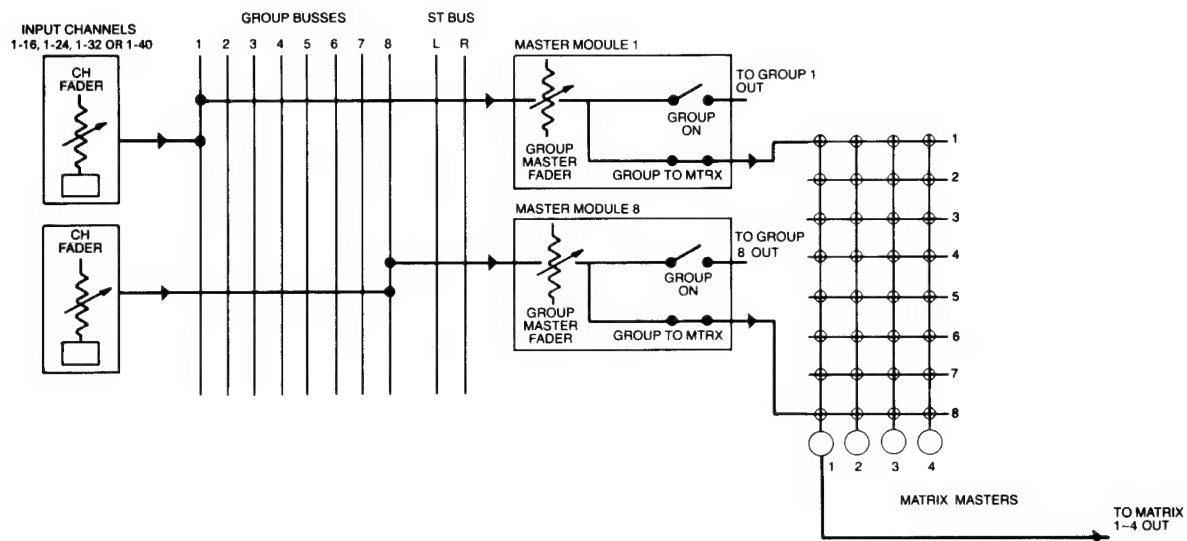 INPUT CHANNELS
1-16, 1-24, 1-32 OR 1-40
GROUP BUSSES
1 2 3 4 5 6 7 8
ST BUS
L R
CH
FADER
CH
FADER
MASTER MODULE 1
TO GROUP 1
OUT
GROUP
ON
GROUP
MASTER
FADER
GROUP TO MTRX
MASTER MODULE 8
TO GROUP
8 OUT
GROUP
ON
GROUP
MASTER
FADER
GROUP TO MTRX
1
2
3
4
5
6
7
8
1 2 3 4
MATRIX MASTERS
TO MATRIX
1–4 OUT